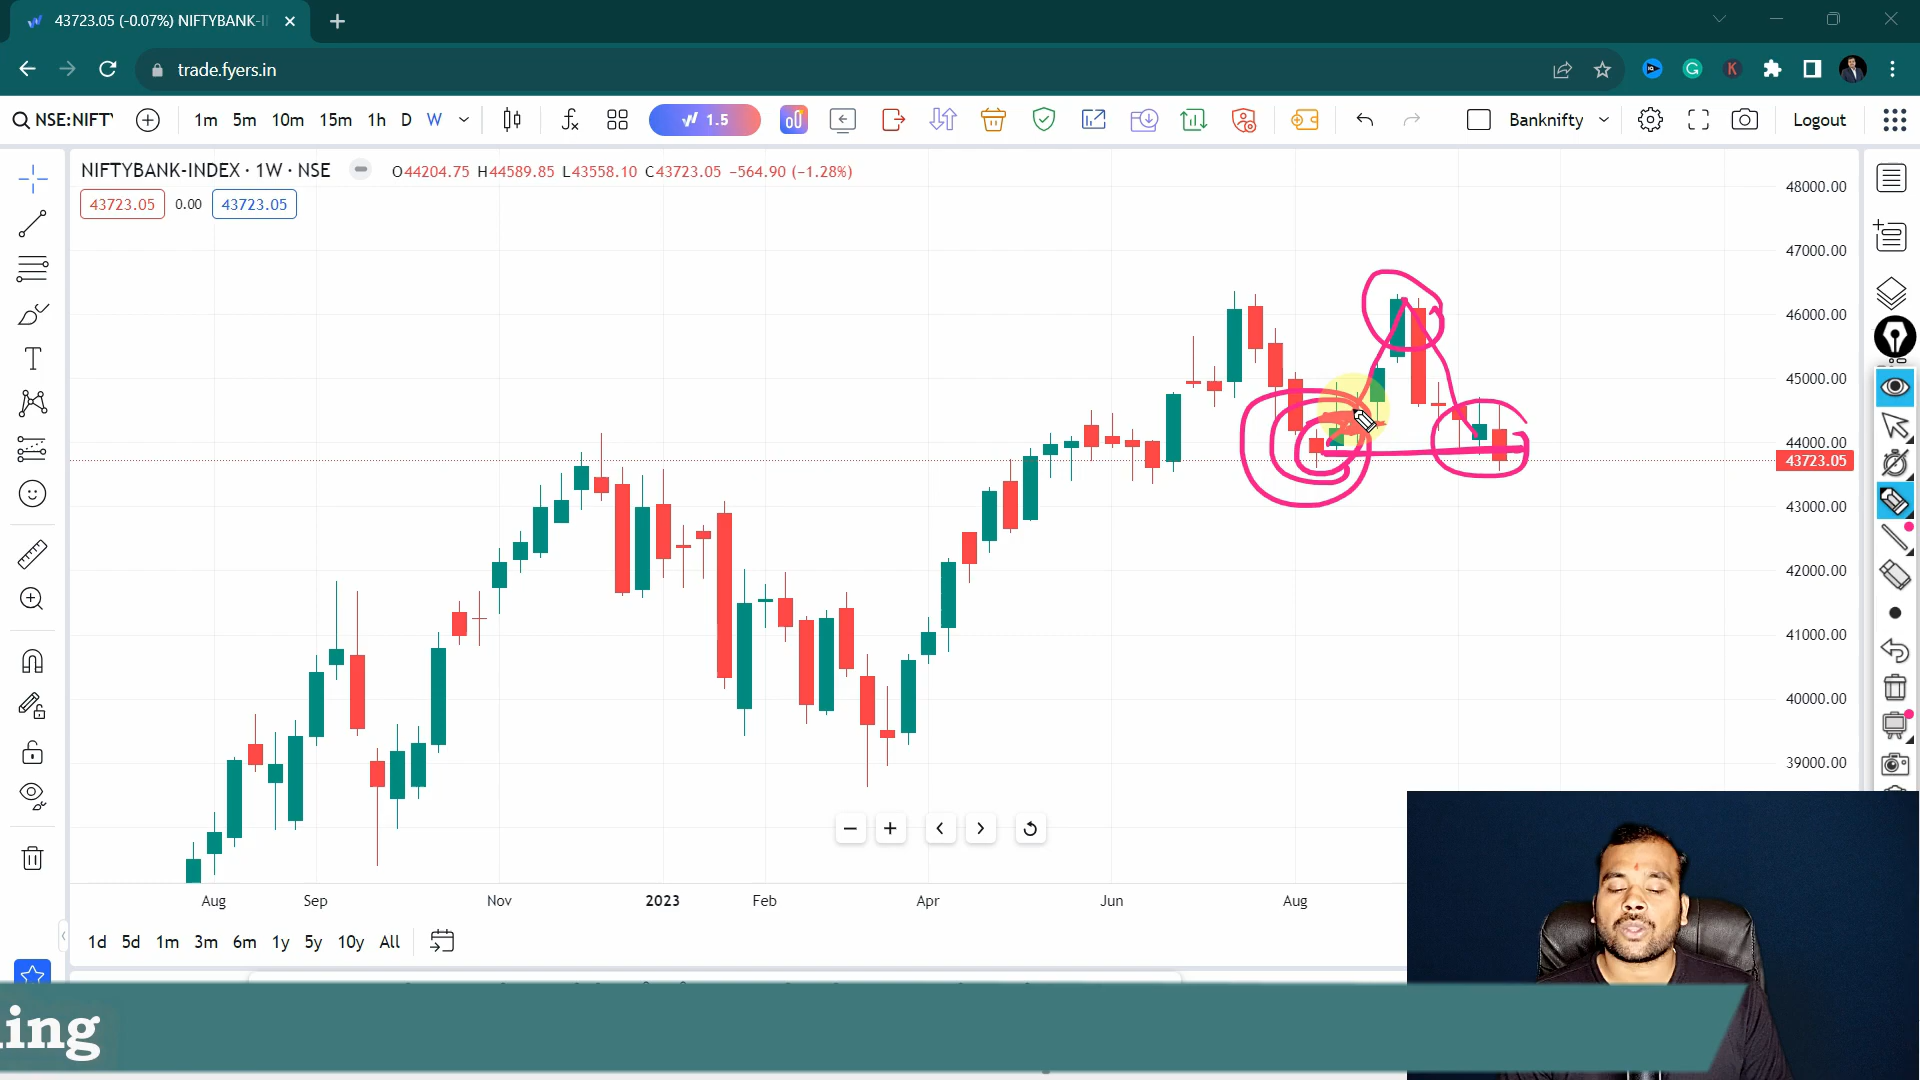 43723.05 (-0.07%) NIFTYBANK-I
trade.fyers.in
NSE:NIFT
1m 5m 10m 15m 1h D W
1.5
Banknifty
Logout
NIFTYBANK-INDEX · 1W · NSE
O44204.75 H44589.85 L43558.10 C43723.05 −564.90 (−1.28%)
43723.05 0.00 43723.05
48000.00
47000.00
46000.00
45000.00
44000.00
43723.05
43000.00
42000.00
41000.00
40000.00
39000.00
Aug Sep Nov 2023 Feb Apr Jun Aug
1d 5d 1m 3m 6m 1y 5y 10y All
ing